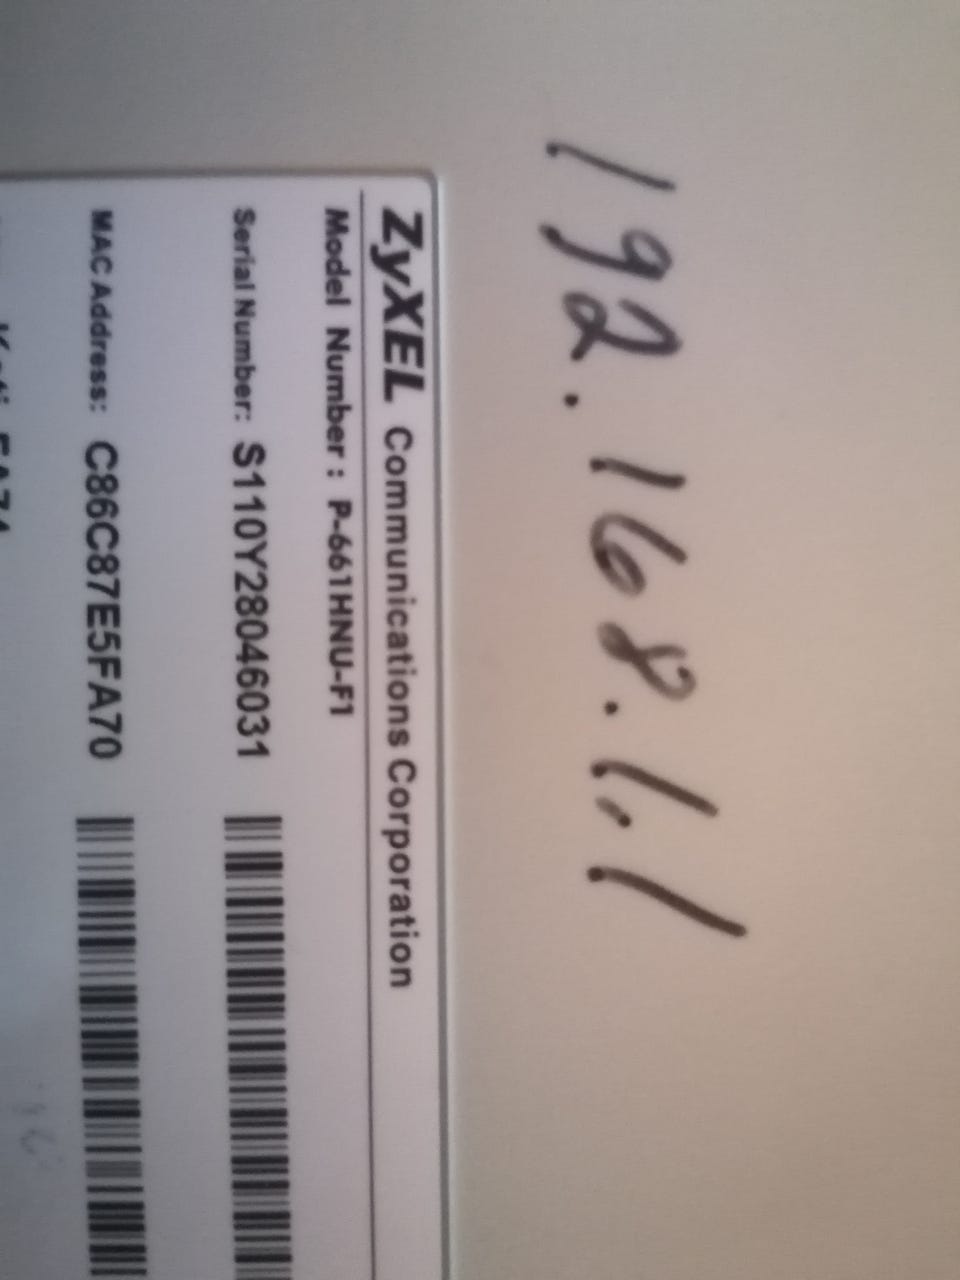 192.168.1.1
ZyXEL Communications Corporation
Model Number : P-661HNU-F1
Serial Number: S110Y28046031
MAC Address: C86C87E5FA70